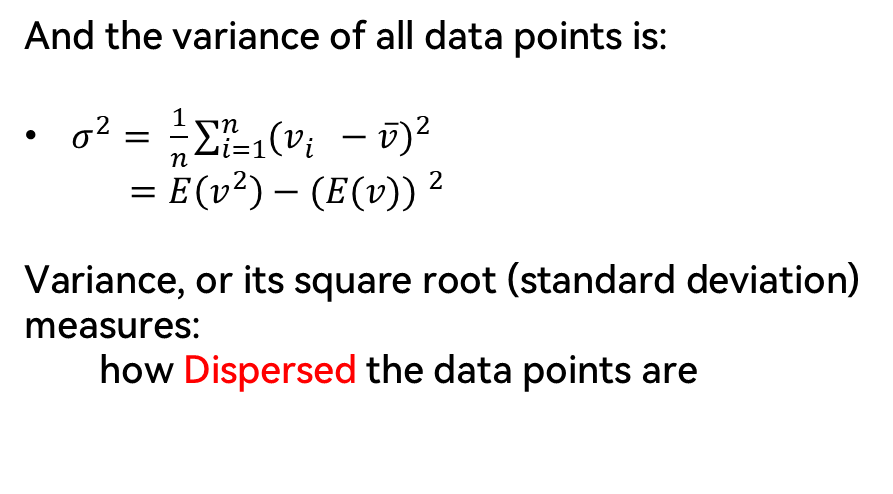 And the variance of all data points is:
• σ² = 1/n ∑ⁿᵢ₌₁(vᵢ − v̄)²
= E(v²) − (E(v)) ²
Variance, or its square root (standard deviation)
measures:
how Dispersed the data points are